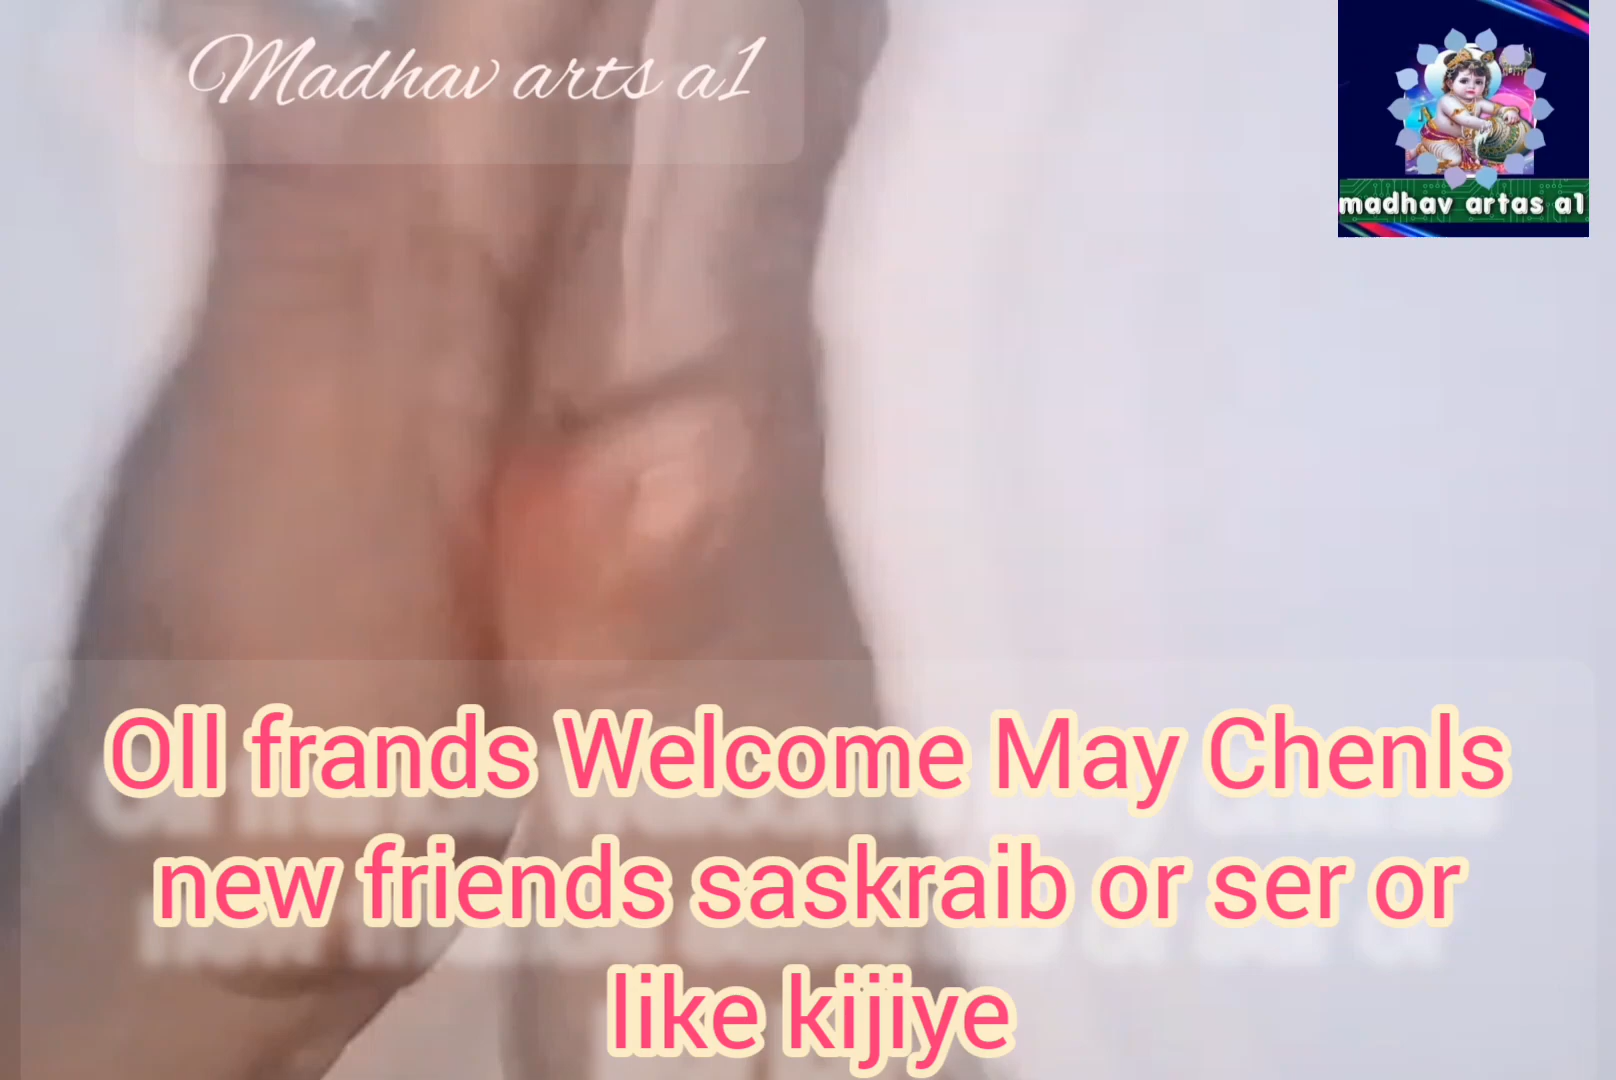 Madhav arts a1
madhav artas a1
Oll frands Welcome May Chenls
new friends saskraib or ser or
like kijiye